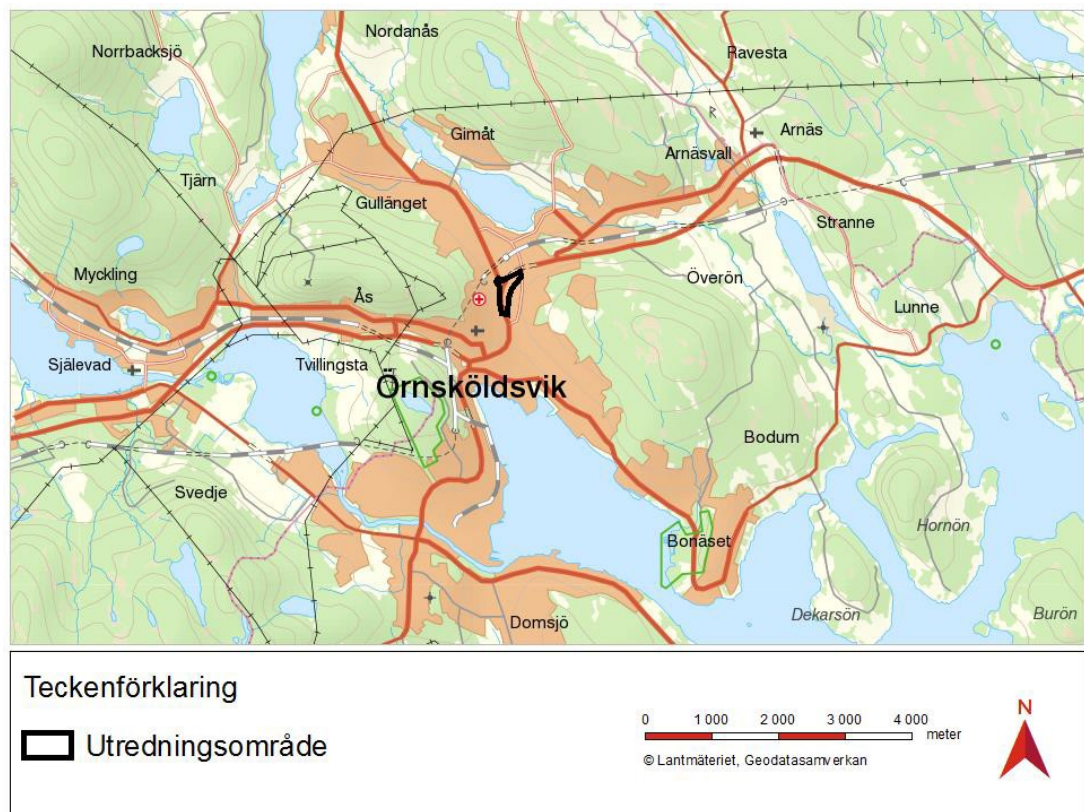 Nordanås
Norrbacksjö
Ravesta
Gimåt
Arnäs
Arnäsvall
Tjärn
Gullänget
Stranne
Myckling
Överön
Ås
Lunne
Själevad
Tvillingsta
Örnsköldsvik
Bodum
Svedje
Hornön
Bonäset
Dekarsön
Burön
Domsjö
Teckenförklaring
Utredningsområde
0 1 000 2 000 3 000 4 000
meter
© Lantmäteriet, Geodatasamverkan
N